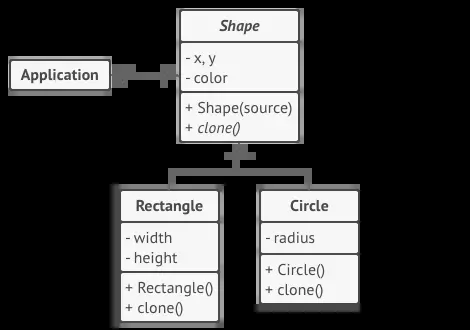 Shape
- x, y
- color
+ Shape(source)
+ clone()
Application
Rectangle
- width
- height
+ Rectangle()
+ clone()
Circle
- radius
+ Circle()
+ clone()